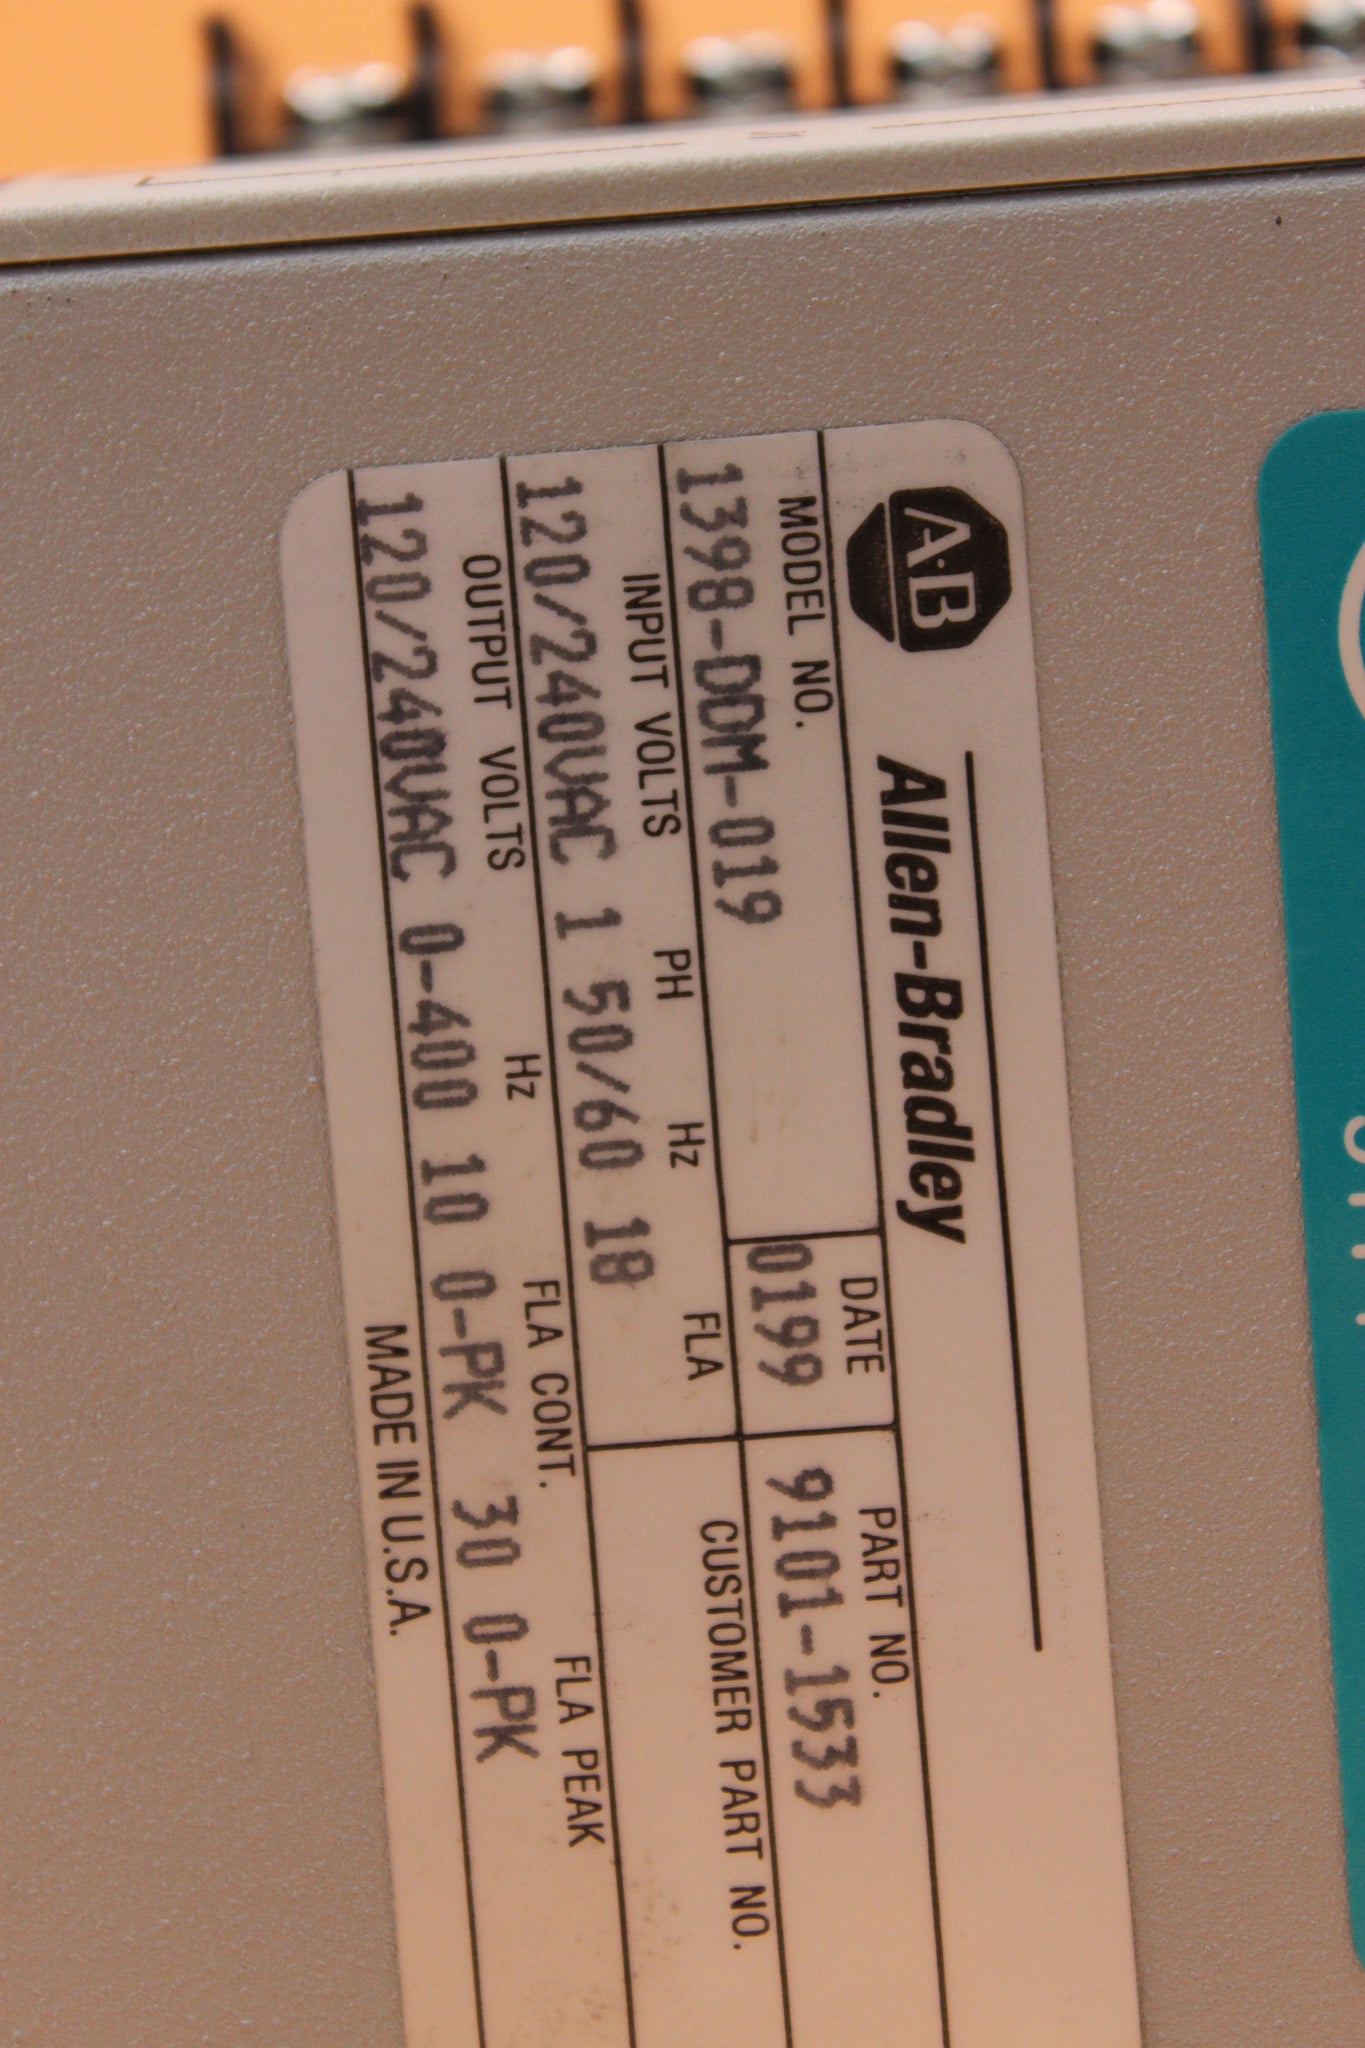 A-B Allen-Bradley
MODEL NO. DATE PART NO.
1398-DDM-019 0199 9101-1533
INPUT VOLTS PH Hz FLA CUSTOMER PART NO.
120/240VAC 1 50/60 18
OUTPUT VOLTS Hz FLA CONT. FLA PEAK
120/240VAC 0-400 10 0-PK 30 0-PK
MADE IN U.S.A.